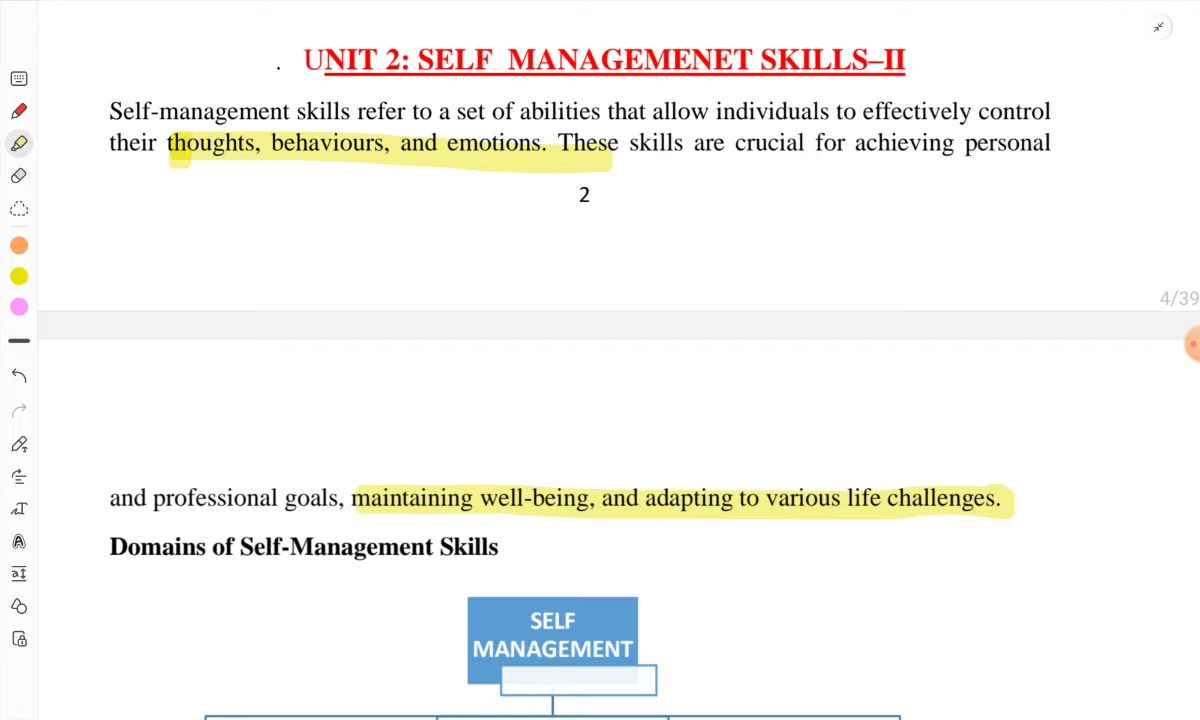 . UNIT 2: SELF MANAGEMENET SKILLS–II
Self-management skills refer to a set of abilities that allow individuals to effectively control
their thoughts, behaviours, and emotions. These skills are crucial for achieving personal
2
4/39
and professional goals, maintaining well-being, and adapting to various life challenges.
Domains of Self-Management Skills
SELF
MANAGEMENT